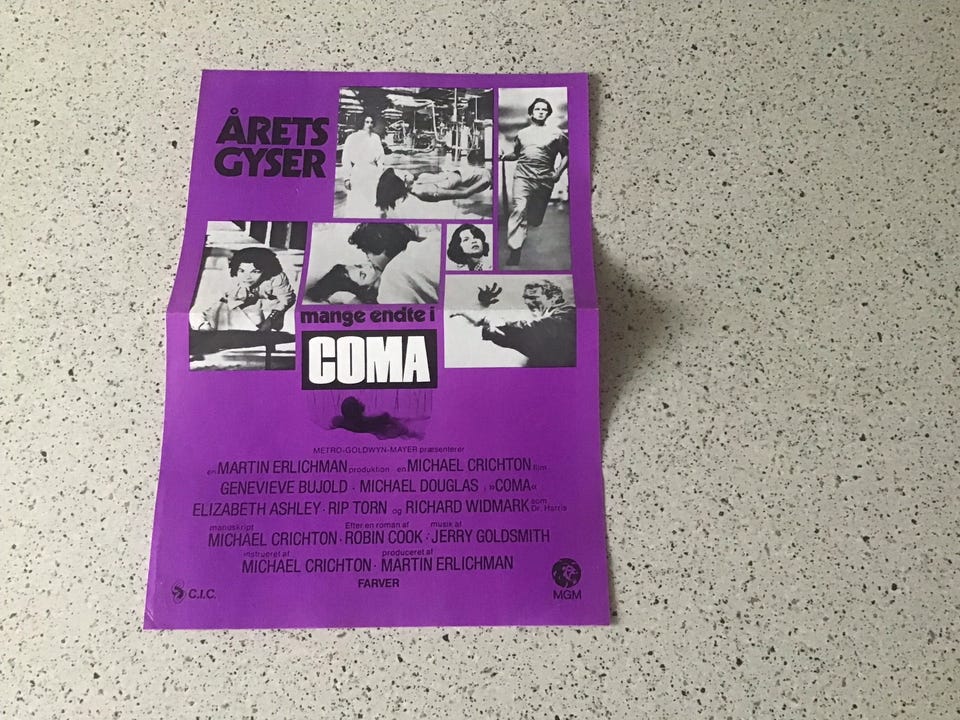 ÅRETS
GYSER
mange endte i
COMA
METRO-GOLDWYN-MAYER præsenterer
en MARTIN ERLICHMAN produktion en MICHAEL CRICHTON film
GENEVIEVE BUJOLD · MICHAEL DOUGLAS i »COMA«
ELIZABETH ASHLEY · RIP TORN og RICHARD WIDMARK som Dr. Harris
manuskript Efter en roman af musik af
MICHAEL CRICHTON · ROBIN COOK · JERRY GOLDSMITH
instrueret af produceret af
MICHAEL CRICHTON · MARTIN ERLICHMAN
FARVER
C.I.C.
MGM